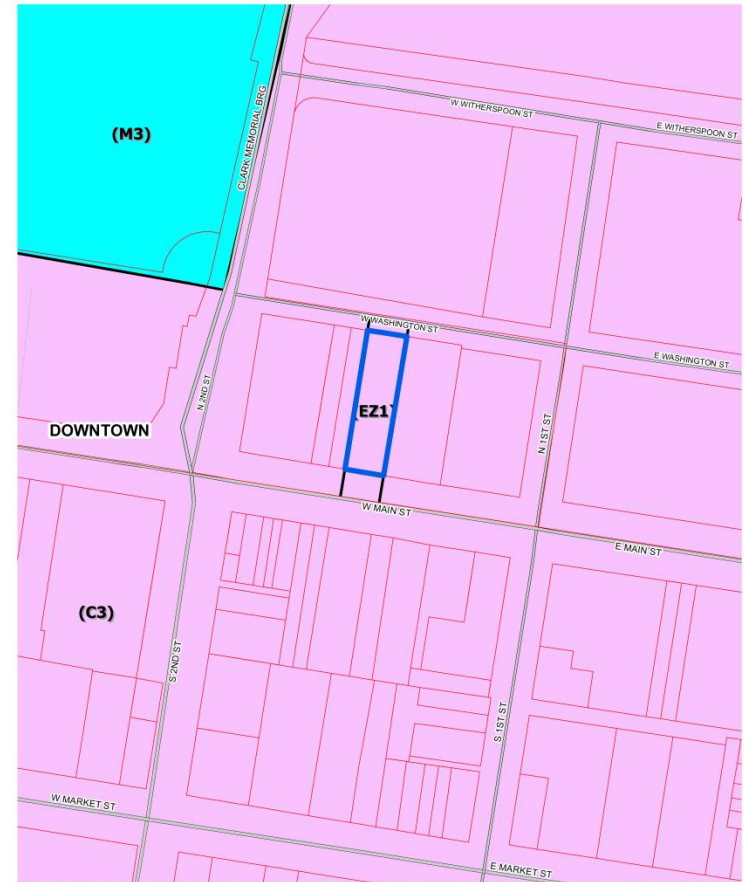 W WITHERSPOON ST
E WITHERSPOON ST
(M3)
CLARK MEMORIAL BRG
W WASHINGTON ST
E WASHINGTON ST
N 2ND ST
(EZ1)
DOWNTOWN
N 1ST ST
W MAIN ST
E MAIN ST
(C3)
S 2ND ST
S 1ST ST
W MARKET ST
E MARKET ST